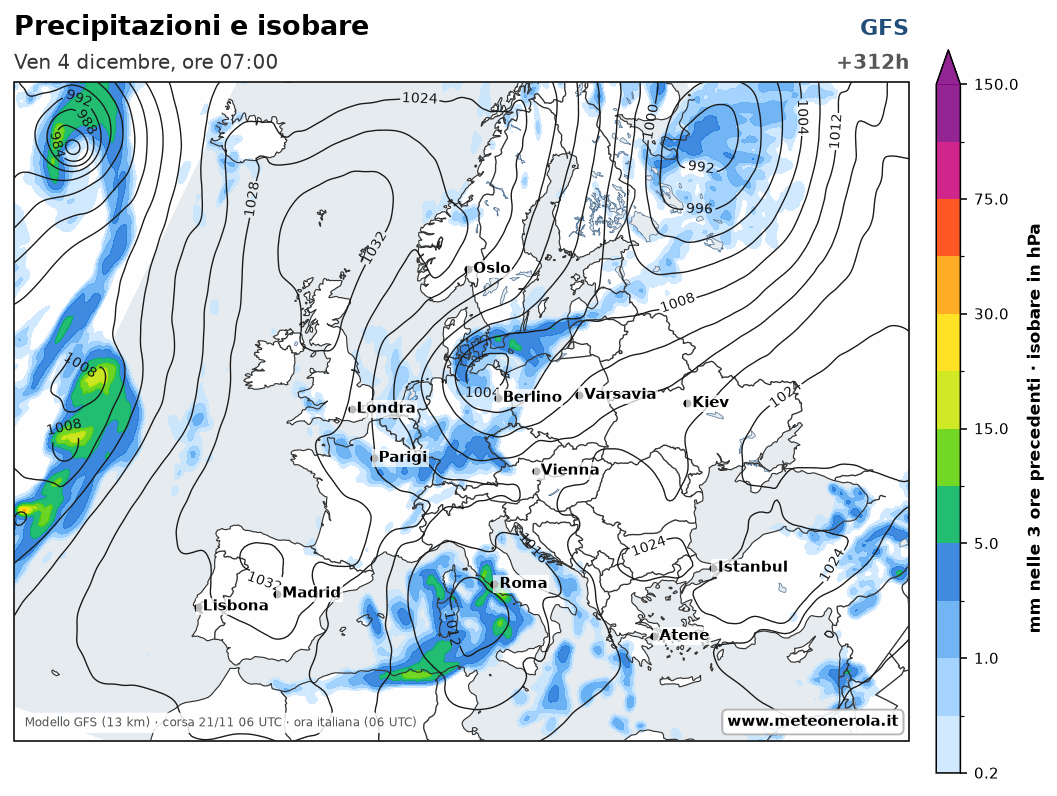 Precipitazioni e isobare
GFS
Ven 4 dicembre, ore 07:00
+312h
992
988
984
1024
1000
1004
1012
992
996
1028
1032
Oslo
1008
1008
1004
Berlino
Varsavia
Kiev
1024
Londra
1008
Parigi
Vienna
1016
1024
1024
Istanbul
1032
Madrid
Roma
Lisbona
1012
Atene
Modello GFS (13 km) · corsa 21/11 06 UTC · ora italiana (06 UTC)
www.meteonerola.it
150.0
75.0
30.0
15.0
5.0
1.0
0.2
mm nelle 3 ore precedenti · isobare in hPa